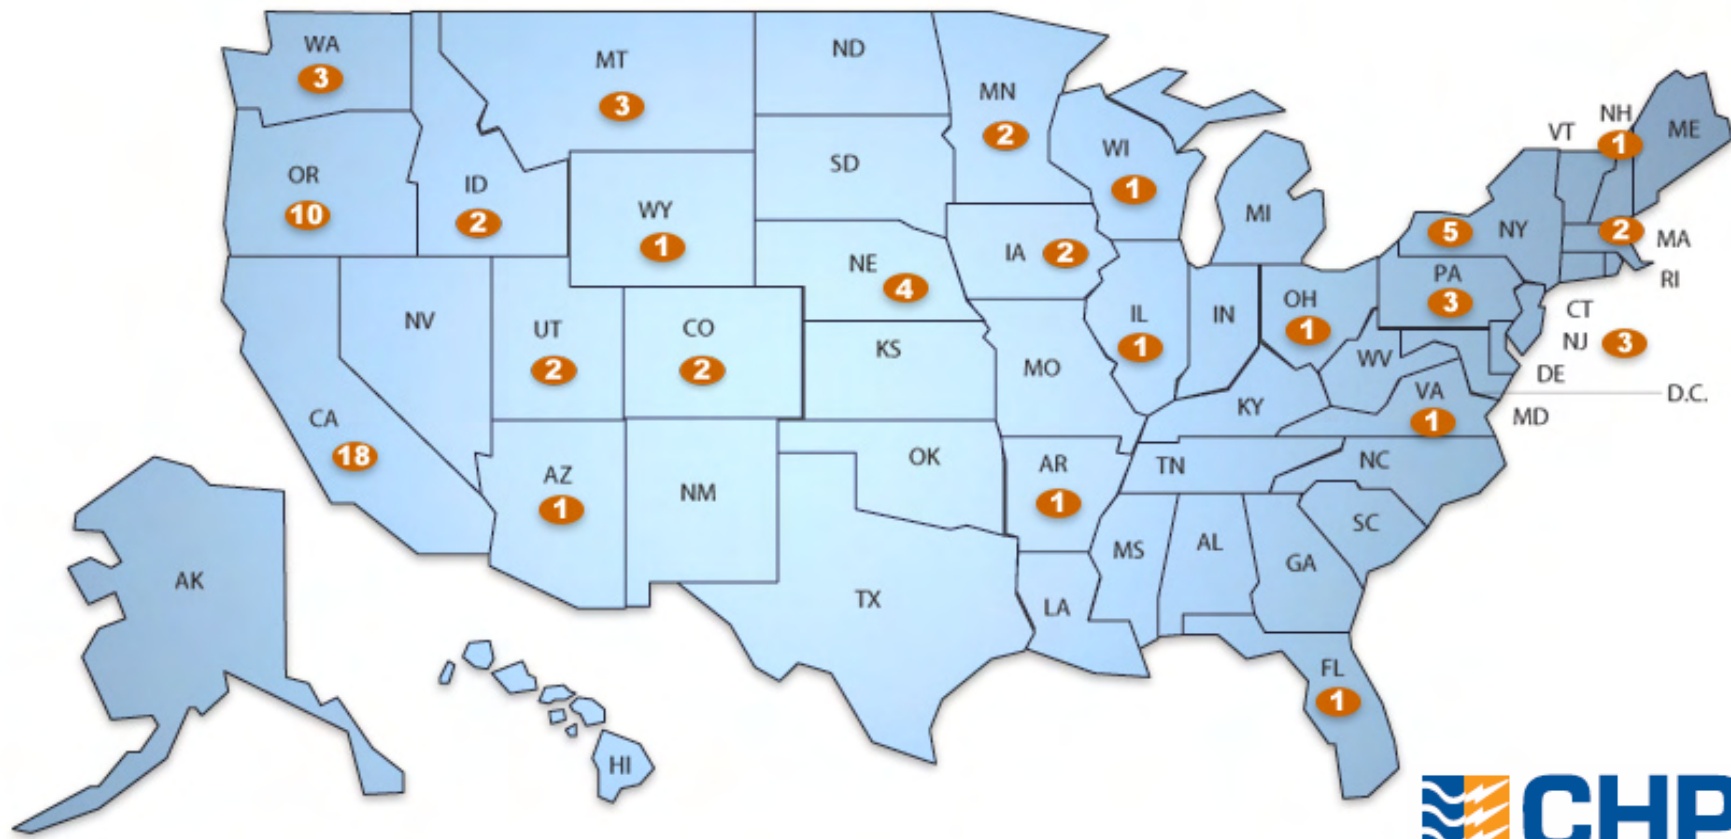 WA
3
MT
3
ND
MN
2
NH
1
VT
ME
OR
10
ID
2
WY
1
SD
WI
1
MI
5
NY
2
MA
RI
NE
4
IA
2
PA
3
CT
NJ
3
NV
UT
2
CO
2
KS
MO
IL
1
IN
OH
1
WV
DE
D.C.
MD
VA
1
KY
CA
18
AZ
1
NM
OK
AR
1
TN
NC
SC
MS
AL
GA
AK
TX
LA
FL
1
HI
CHP